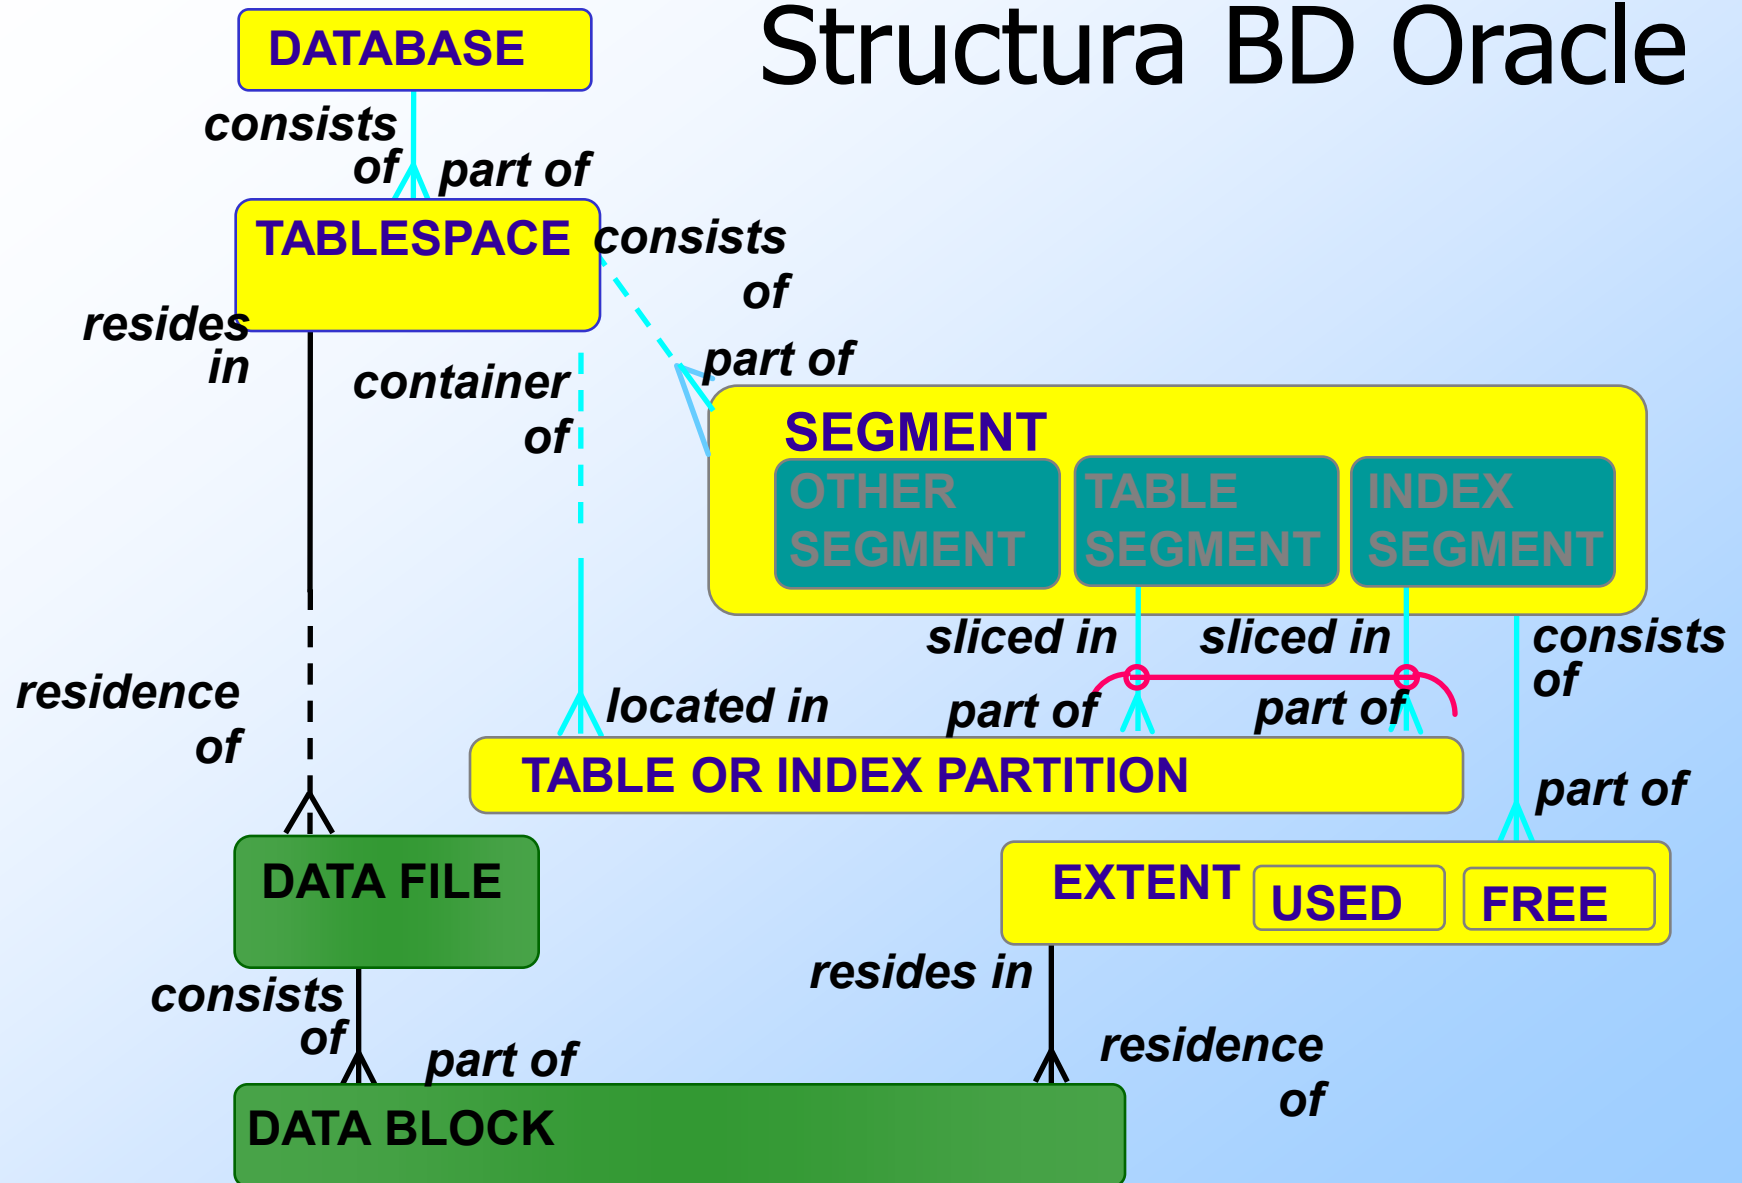 Structura BD Oracle
DATABASE
consists
of
part of
TABLESPACE
consists
of
resides
in
part of
container
of
SEGMENT
OTHER
SEGMENT
TABLE
SEGMENT
INDEX
SEGMENT
sliced in
sliced in
consists
of
residence
of
located in
part of
part of
TABLE OR INDEX PARTITION
part of
DATA FILE
EXTENT
USED
FREE
consists
of
resides in
part of
residence
of
DATA BLOCK